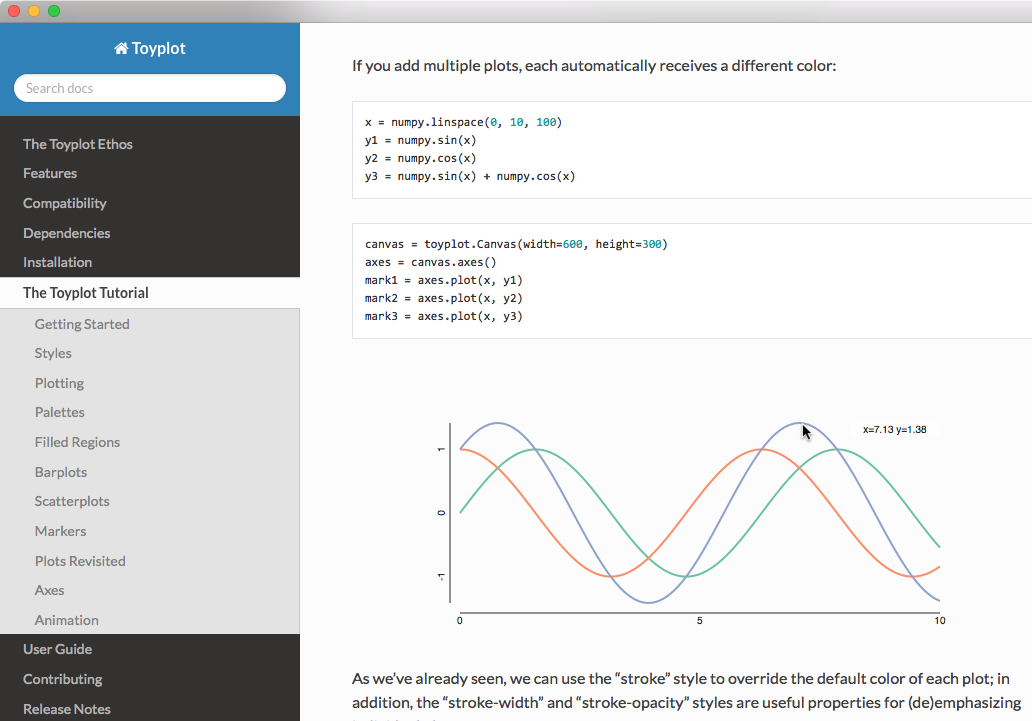 Toyplot
Search docs
The Toyplot Ethos
Features
Compatibility
Dependencies
Installation
The Toyplot Tutorial
Getting Started
Styles
Plotting
Palettes
Filled Regions
Barplots
Scatterplots
Markers
Plots Revisited
Axes
Animation
User Guide
Contributing
Release Notes
If you add multiple plots, each automatically receives a different color:
x = numpy.linspace(0, 10, 100)
y1 = numpy.sin(x)
y2 = numpy.cos(x)
y3 = numpy.sin(x) + numpy.cos(x)
canvas = toyplot.Canvas(width=600, height=300)
axes = canvas.axes()
mark1 = axes.plot(x, y1)
mark2 = axes.plot(x, y2)
mark3 = axes.plot(x, y3)
x=7.13 y=1.38
1
0
-1
0 5 10
As we’ve already seen, we can use the “stroke” style to override the default color of each plot; in
addition, the “stroke-width” and “stroke-opacity” styles are useful properties for (de)emphasizing